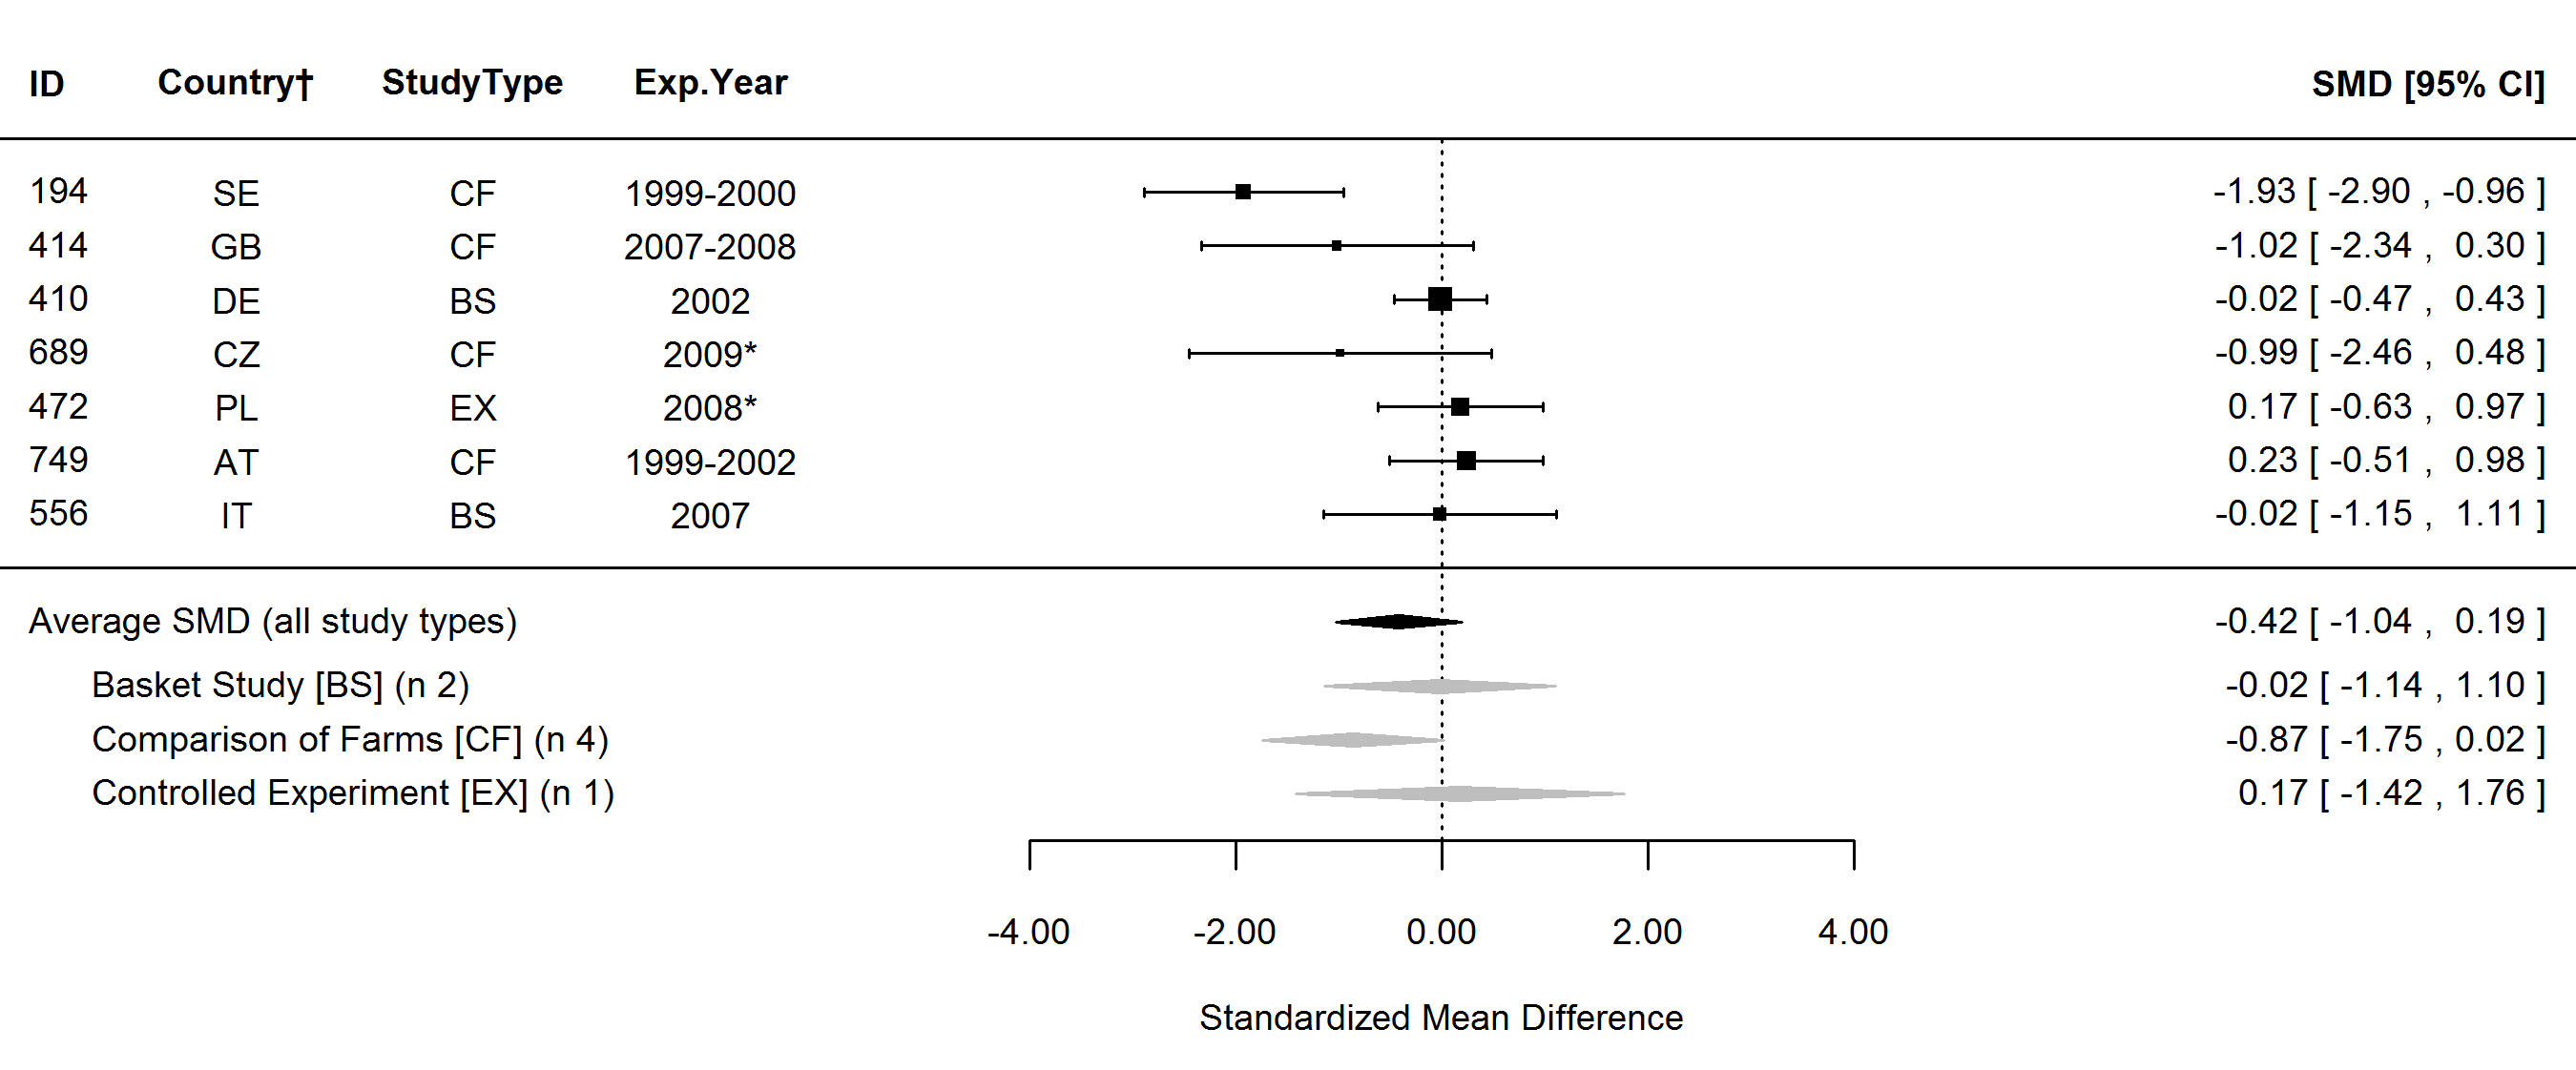 ID Country† StudyType Exp.Year SMD [95% CI]
194 SE CF 1999-2000 -1.93 [ -2.90 , -0.96 ]
414 GB CF 2007-2008 -1.02 [ -2.34 , 0.30 ]
410 DE BS 2002 -0.02 [ -0.47 , 0.43 ]
689 CZ CF 2009* -0.99 [ -2.46 , 0.48 ]
472 PL EX 2008* 0.17 [ -0.63 , 0.97 ]
749 AT CF 1999-2002 0.23 [ -0.51 , 0.98 ]
556 IT BS 2007 -0.02 [ -1.15 , 1.11 ]
Average SMD (all study types) -0.42 [ -1.04 , 0.19 ]
Basket Study [BS] (n 2) -0.02 [ -1.14 , 1.10 ]
Comparison of Farms [CF] (n 4) -0.87 [ -1.75 , 0.02 ]
Controlled Experiment [EX] (n 1) 0.17 [ -1.42 , 1.76 ]
-4.00 -2.00 0.00 2.00 4.00
Standardized Mean Difference